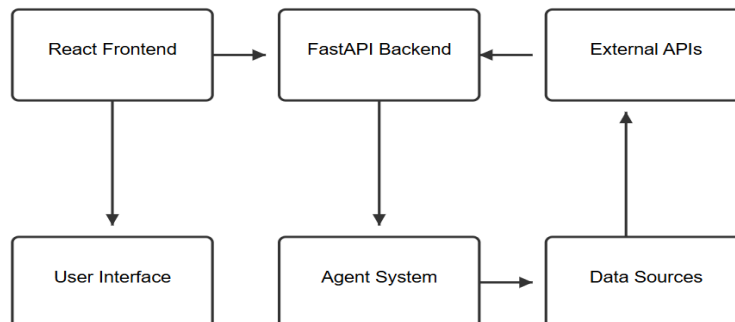 React Frontend
FastAPI Backend
External APIs
User Interface
Agent System
Data Sources